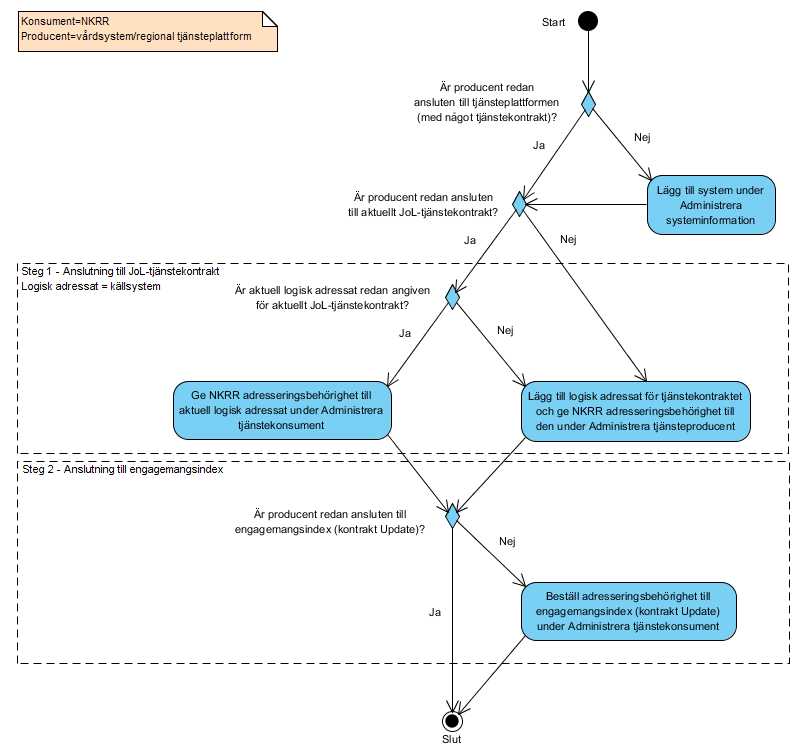 Konsument=NKRR
Producent=vårdsystem/regional tjänsteplattform
Start
Är producent redan
ansluten till tjänsteplattformen
(med något tjänstekontrakt)?
Ja
Nej
Lägg till system under
Administrera
systeminformation
Är producent redan ansluten
till aktuellt JoL-tjänstekontrakt?
Ja
Nej
Steg 1 - Anslutning till JoL-tjänstekontrakt
Logisk adressat = källsystem
Är aktuell logisk adressat redan angiven
för aktuellt JoL-tjänstekontrakt?
Ja
Nej
Ge NKRR adresseringsbehörighet till
aktuell logisk adressat under Administrera
tjänstekonsument
Lägg till logisk adressat för tjänstekontraktet
och ge NKRR adresseringsbehörighet till
den under Administrera tjänsteproducent
Steg 2 - Anslutning till engagemangsindex
Är producent redan ansluten till
engagemangsindex (kontrakt Update)?
Nej
Ja
Beställ adresseringsbehörighet till
engagemangsindex (kontrakt Update)
under Administrera tjänstekonsument
Slut